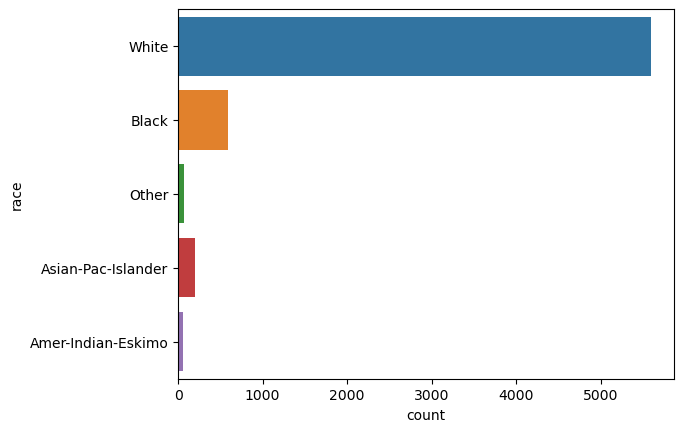 White
Black
Other
Asian-Pac-Islander
Amer-Indian-Eskimo
race
0 1000 2000 3000 4000 5000
count